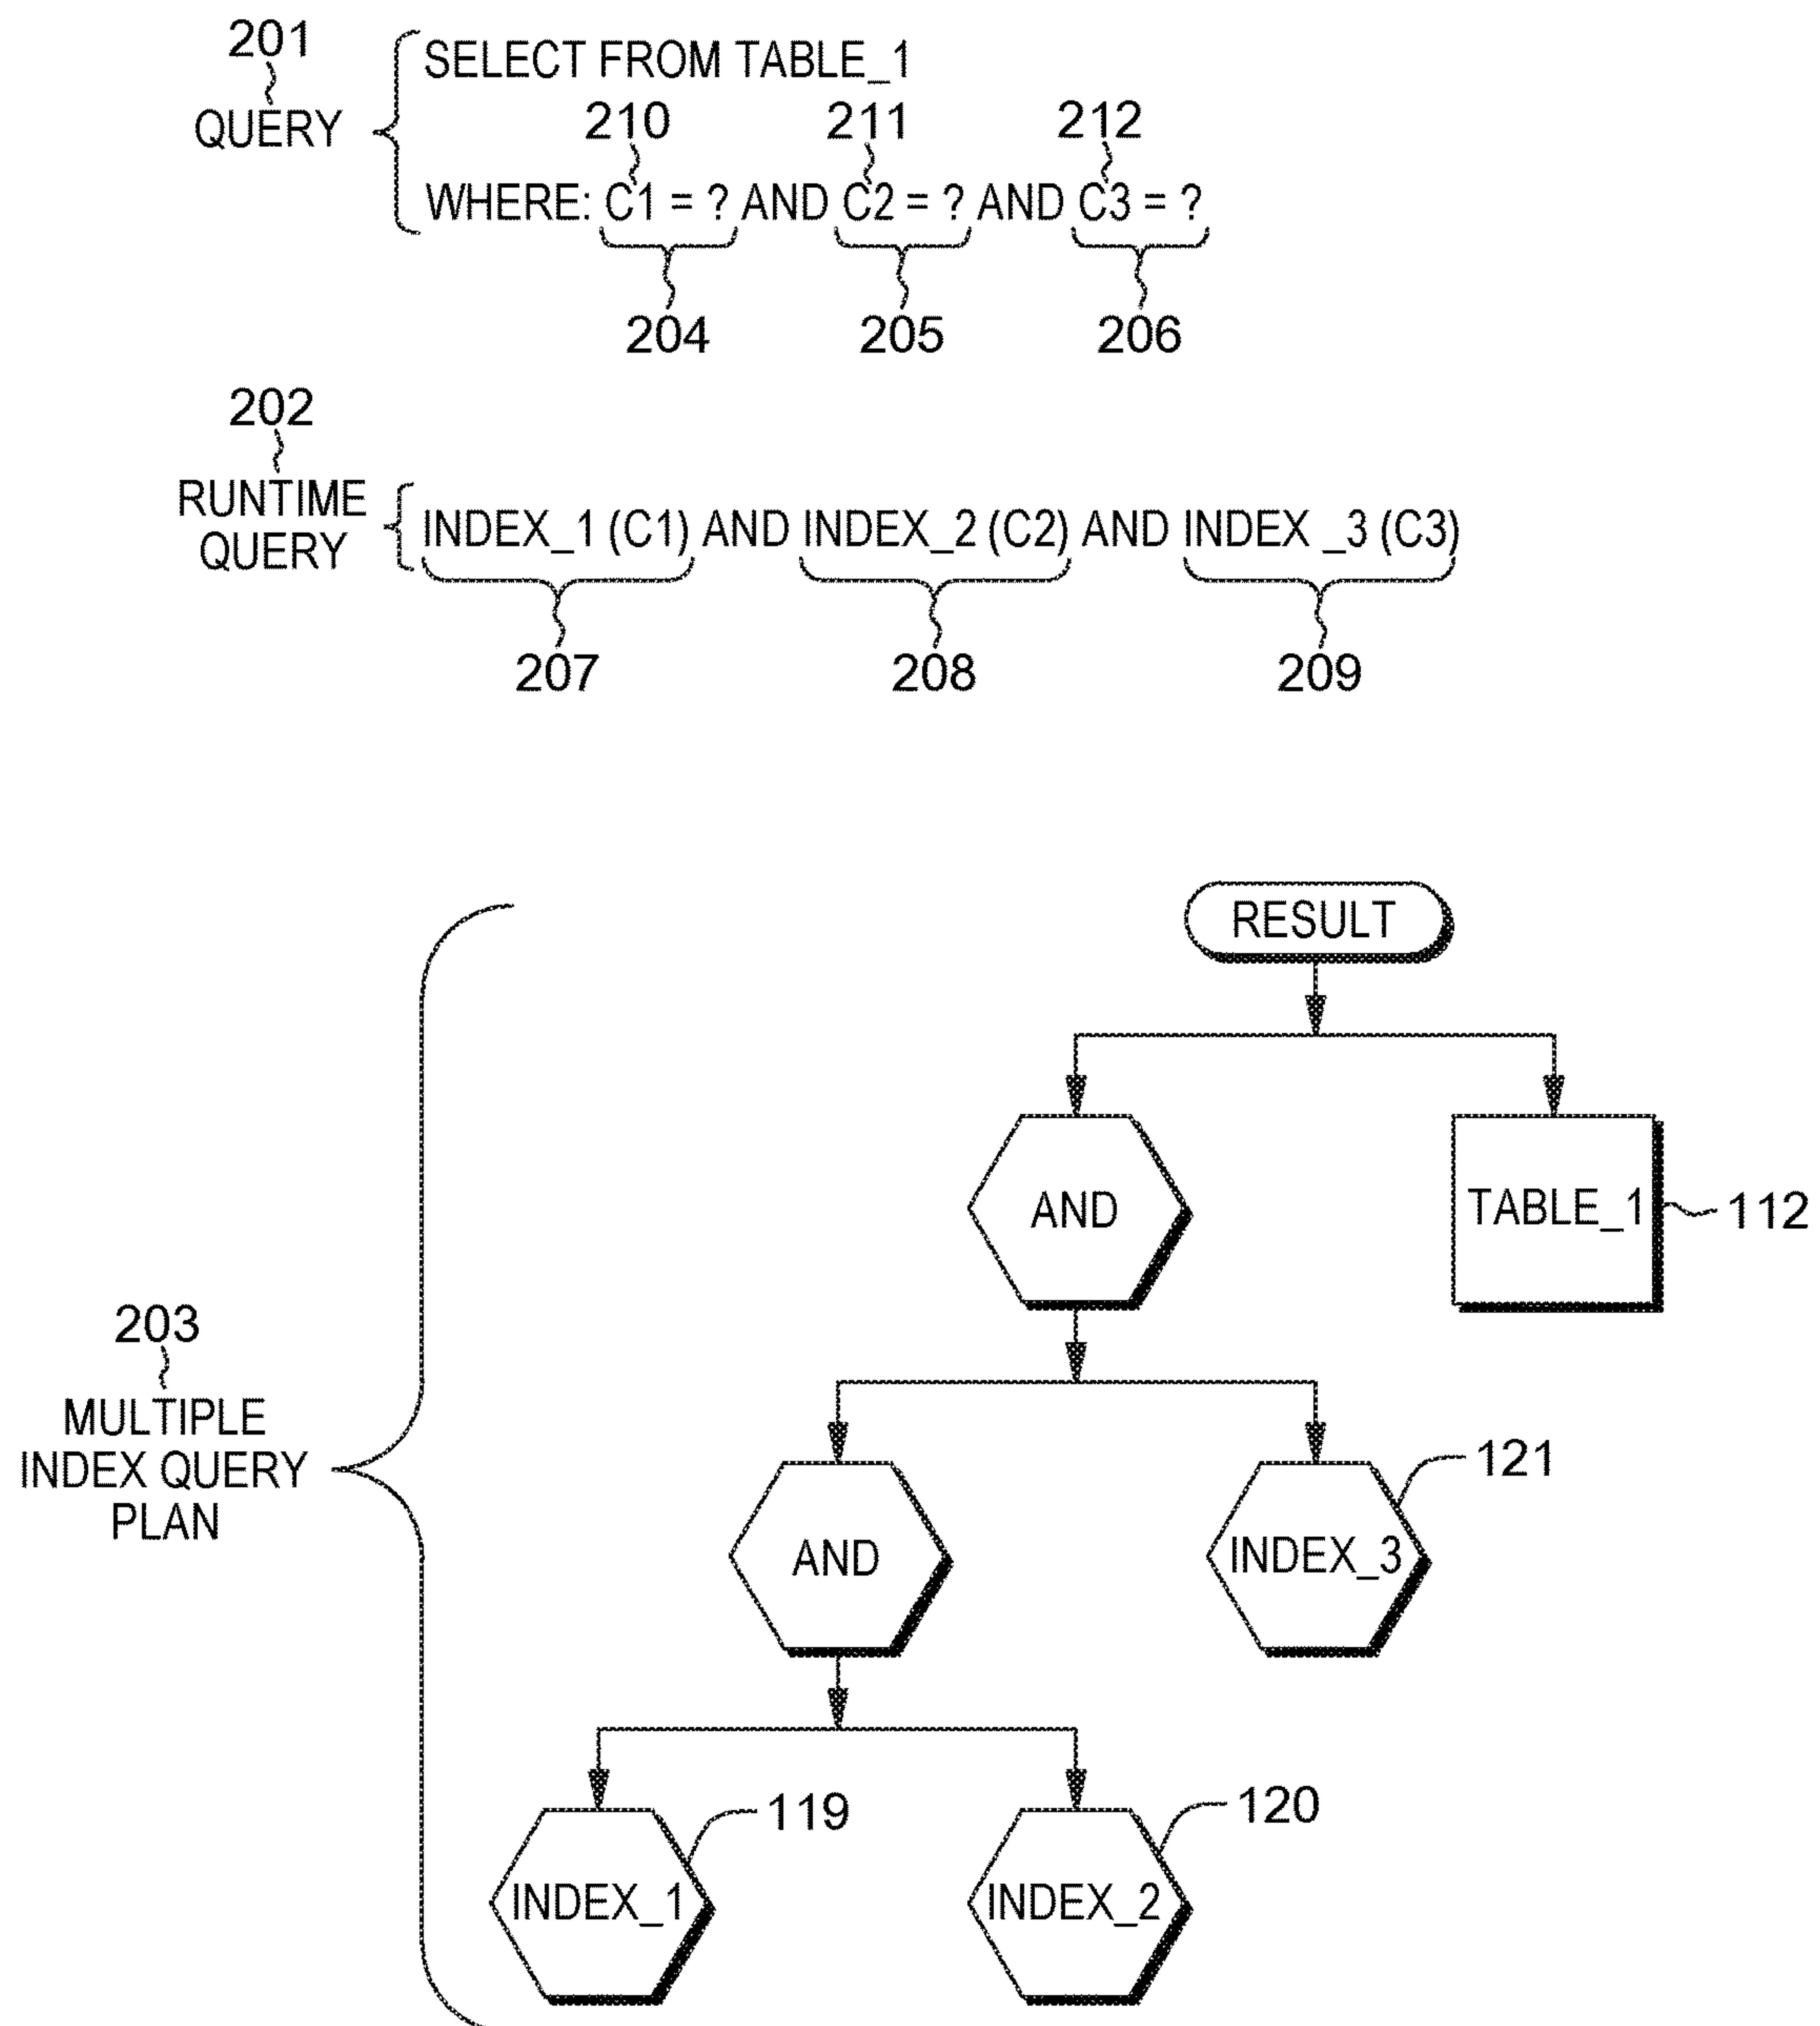 201
QUERY
SELECT FROM TABLE_1
210 211 212
WHERE: C1 = ? AND C2 = ? AND C3 = ?
204 205 206
202
RUNTIME
QUERY
INDEX_1 (C1) AND INDEX_2 (C2) AND INDEX _3 (C3)
207 208 209
RESULT
AND
TABLE_1
112
203
MULTIPLE
INDEX QUERY
PLAN
AND
INDEX_3
121
INDEX_1
119
INDEX_2
120